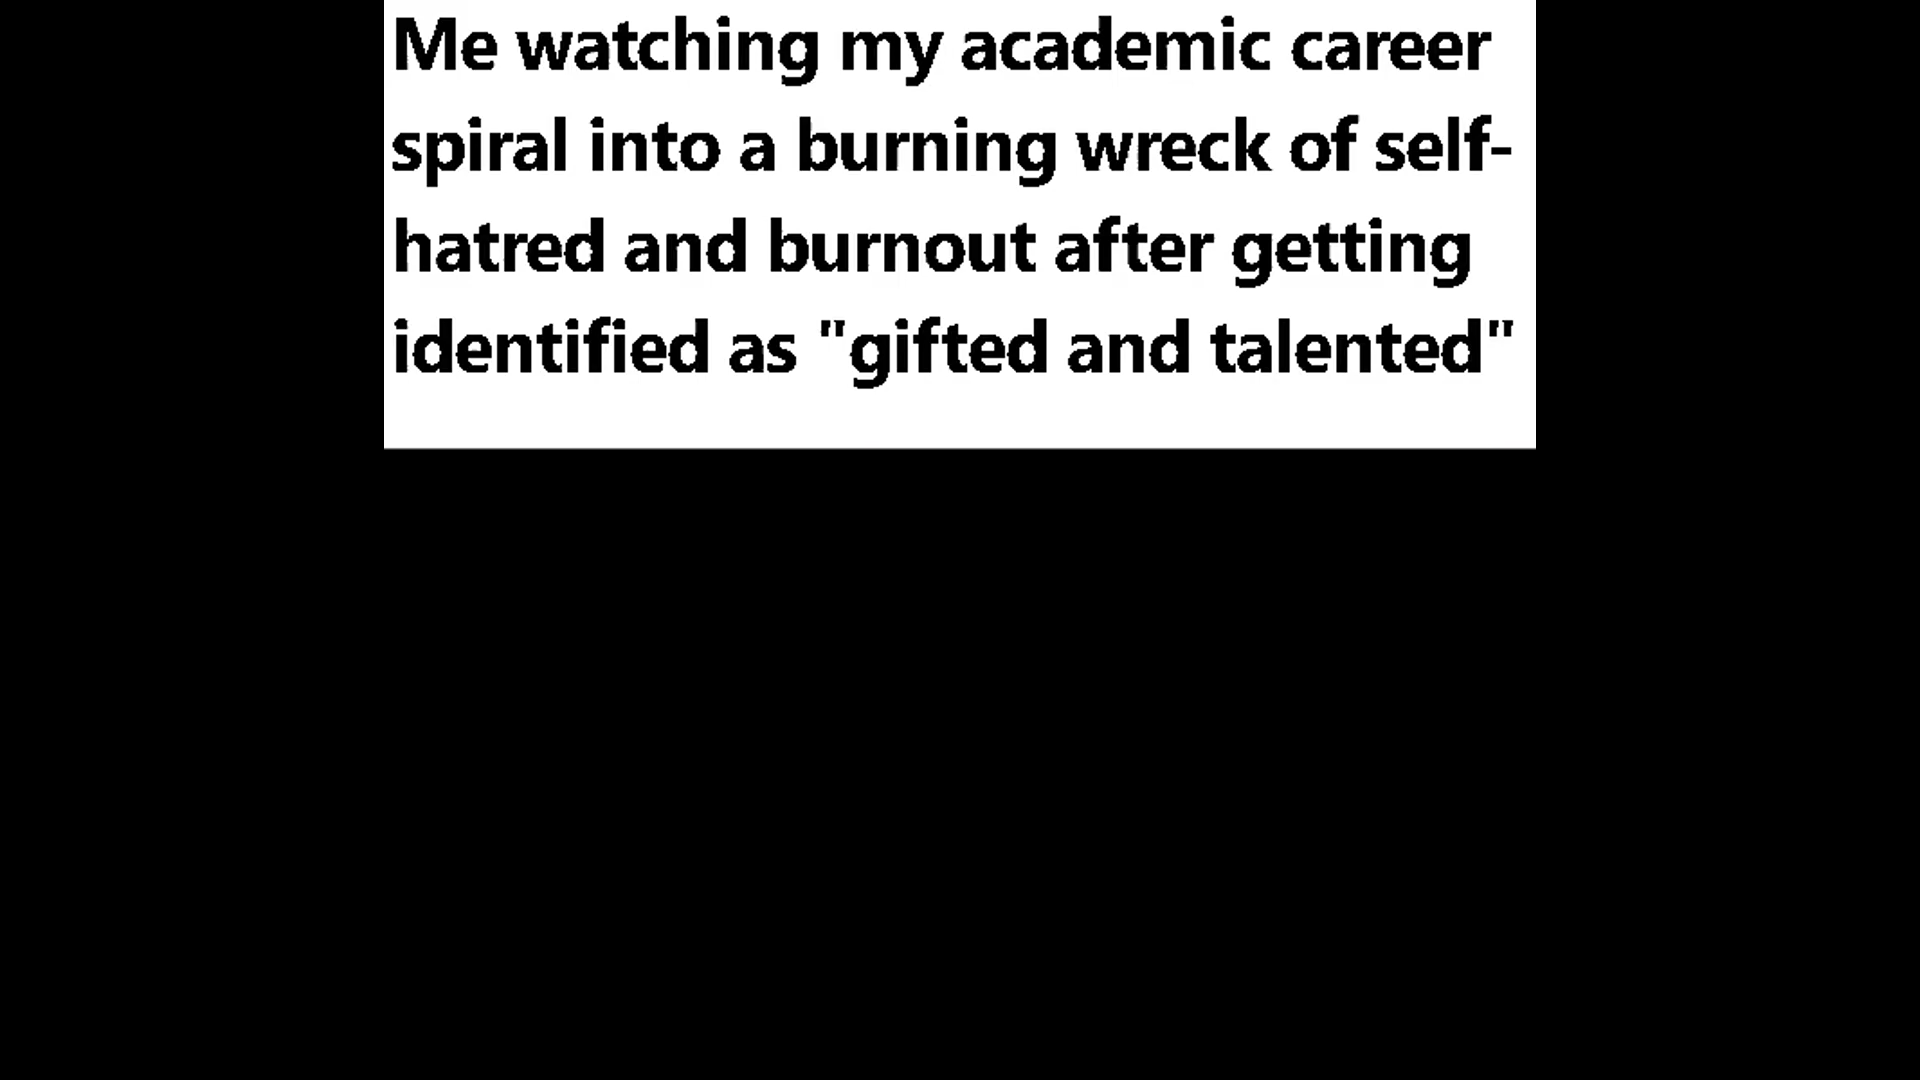 Me watching my academic career
spiral into a burning wreck of self-
hatred and burnout after getting
identified as "gifted and talented"